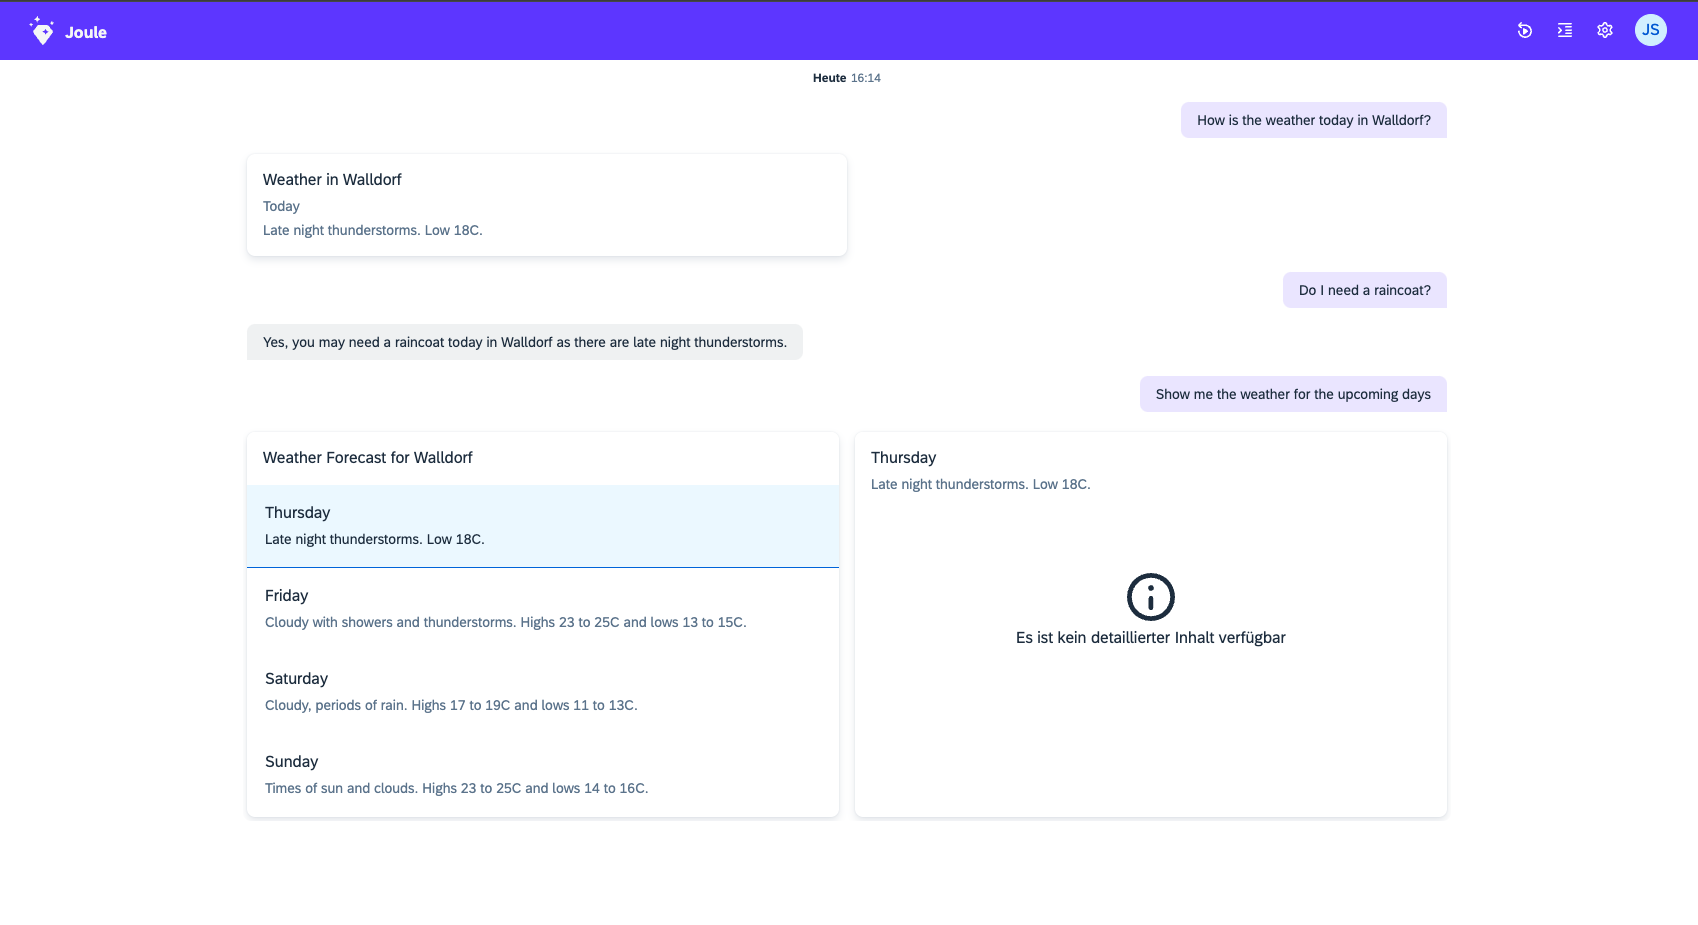 Joule
JS
Heute 16:14
How is the weather today in Walldorf?
Weather in Walldorf
Today
Late night thunderstorms. Low 18C.
Do I need a raincoat?
Yes, you may need a raincoat today in Walldorf as there are late night thunderstorms.
Show me the weather for the upcoming days
Weather Forecast for Walldorf
Thursday
Late night thunderstorms. Low 18C.
Friday
Cloudy with showers and thunderstorms. Highs 23 to 25C and lows 13 to 15C.
Saturday
Cloudy, periods of rain. Highs 17 to 19C and lows 11 to 13C.
Sunday
Times of sun and clouds. Highs 23 to 25C and lows 14 to 16C.
Thursday
Late night thunderstorms. Low 18C.
Es ist kein detaillierter Inhalt verfügbar